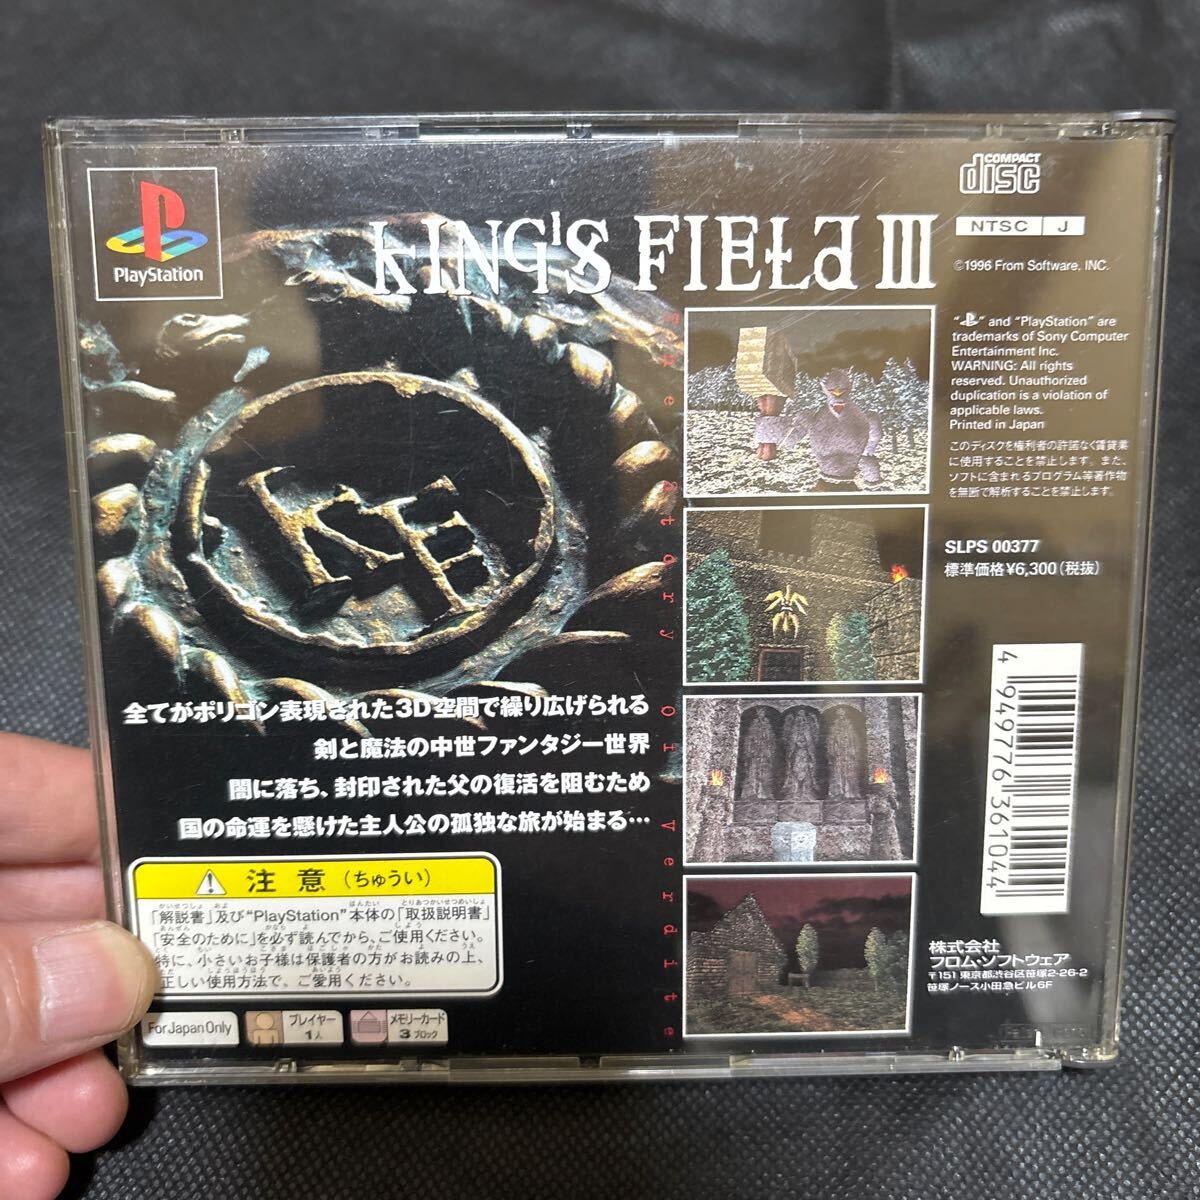 PlayStation
KING'S FIELd III
COMPACT
disc
NTSC J
©1996 From Software, INC.
" " and "PlayStation" are
trademarks of Sony Computer
Entertainment Inc.
WARNING: All rights
reserved. Unauthorized
duplication is a violation of
applicable laws.
Printed in Japan
このディスクを権利者の許諾なく賃貸業
に使用することを禁止します。また、
ソフトに含まれるプログラム等著作物
を無断で解析することを禁止します。
SLPS 00377
標準価格¥6,300(税抜)
4 949776 361044
KF
全てがポリゴン表現された3D空間で繰り広げられる
剣と魔法の中世ファンタジー世界
闇に落ち、封印された父の復活を阻むため
国の命運を懸けた主人公の孤独な旅が始まる…
of Verdite
注意(ちゅうい)
「解説書」及び"PlayStation"本体の「取扱説明書」
「安全のために」を必ず読んでから、ご使用ください。
特に、小さいお子様は保護者の方がお読みの上、
正しい使用方法で、ご愛用ください。
For Japan Only
プレイヤー
1人
メモリーカード
3ブロック
株式会社
フロム・ソフトウェア
〒151 東京都渋谷区笹塚2-26-2
笹塚ノース小田急ビル6F